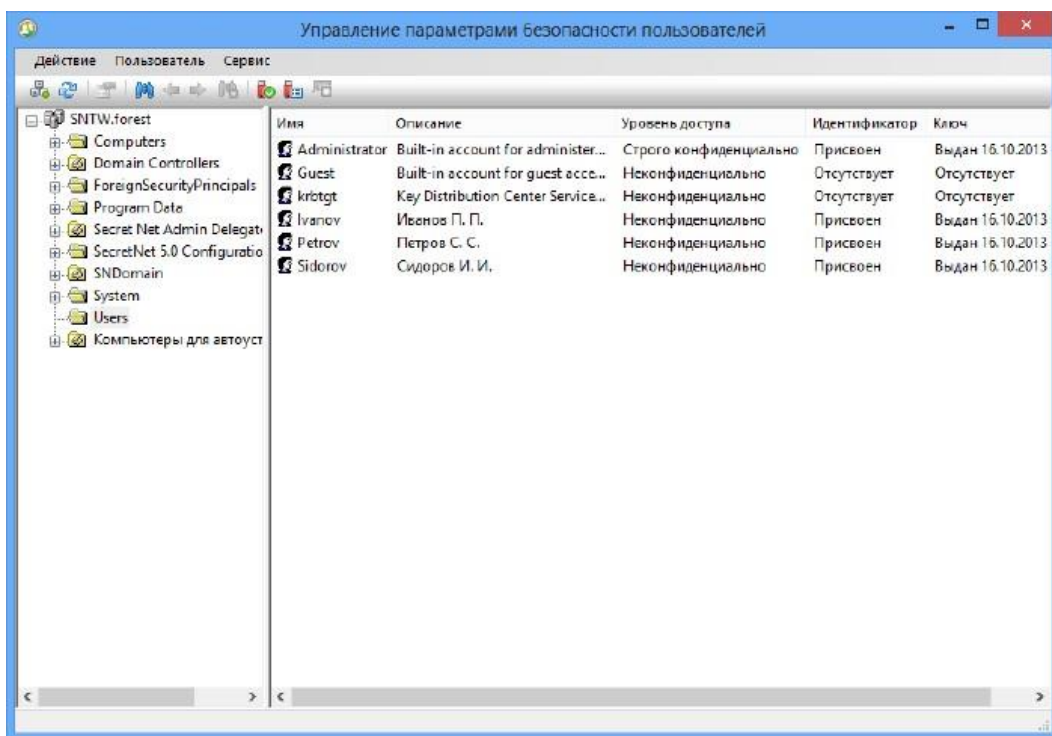 Управление параметрами безопасности пользователей
Действие Пользователь Сервис
SNTW.forest
Computers
Domain Controllers
ForeignSecurityPrincipals
Program Data
Secret Net Admin Delegat
SecretNet 5.0 Configuratio
SNDomain
System
Users
Компьютеры для автоуст
Имя Описание Уровень доступа Идентификатор Ключ
Administrator Built-in account for administer... Строго конфиденциально Присвоен Выдан 16.10.2013
Guest Built-in account for guest acce... Неконфиденциально Отсутствует Отсутствует
krbtgt Key Distribution Center Service... Неконфиденциально Отсутствует Отсутствует
Ivanov Иванов П. П. Неконфиденциально Присвоен Выдан 16.10.2013
Petrov Петров С. С. Неконфиденциально Присвоен Выдан 16.10.2013
Sidorov Сидоров И. И. Неконфиденциально Присвоен Выдан 16.10.2013